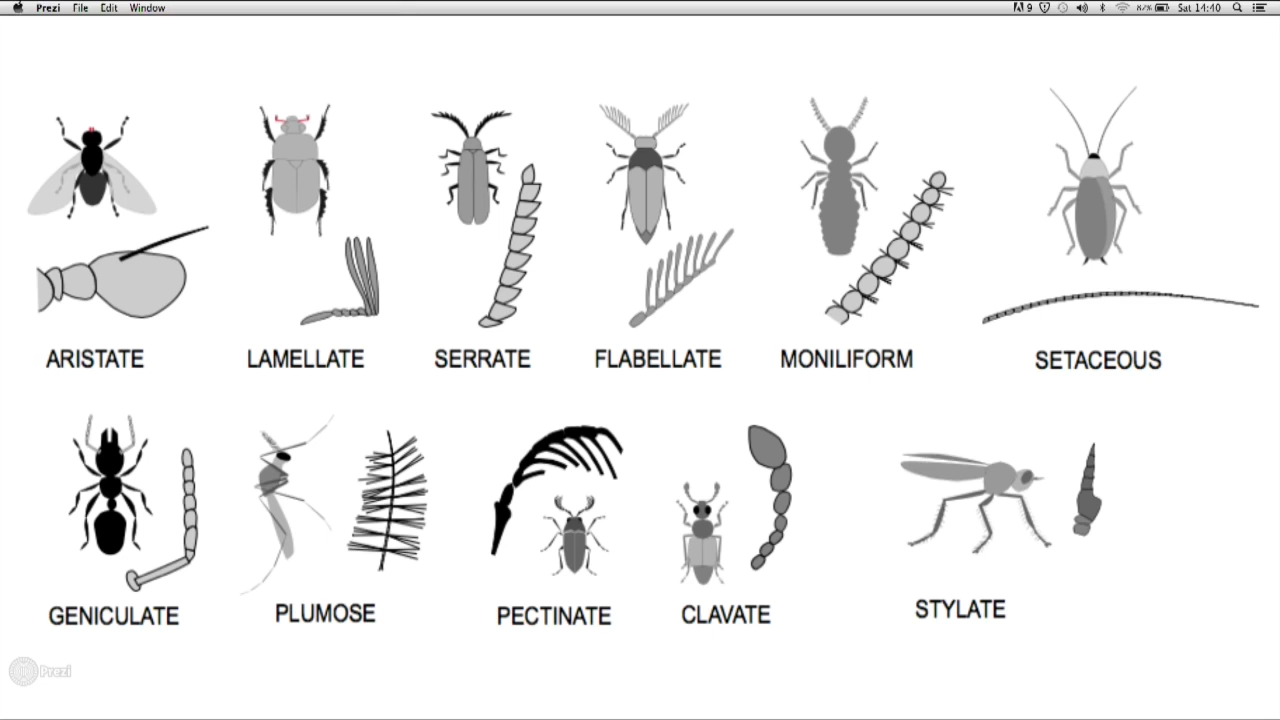 Prezi File Edit Window
9 Sat 14:40
ARISTATE LAMELLATE SERRATE FLABELLATE MONILIFORM SETACEOUS
GENICULATE PLUMOSE PECTINATE CLAVATE STYLATE
Prezi